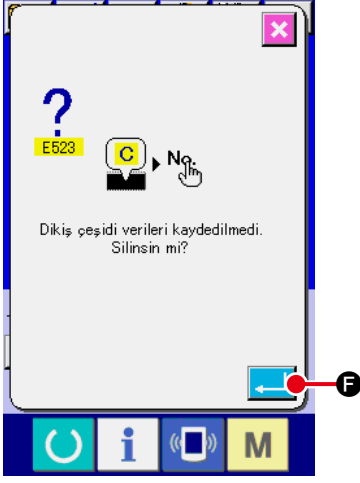 ?
E523
C No.
Dikiş çeşidi verileri kaydedilmedi.
Silinsin mi?
F
i M